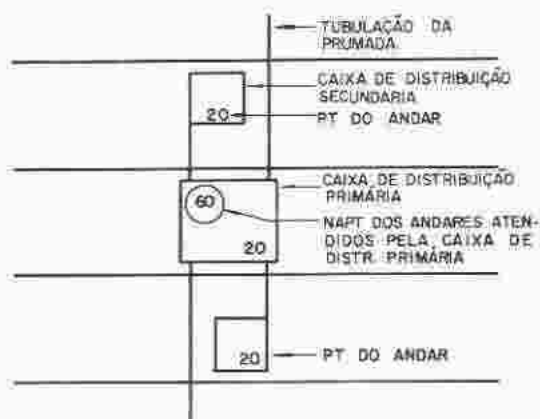 TUBULAÇÃO DA
PRUMADA.
CAIXA DE DISTRIBUIÇÃO
SECUNDÁRIA
20
PT DO ANDAR
CAIXA DE DISTRIBUIÇÃO
PRIMÁRIA
60
NAPT DOS ANDARES ATEN-
DIDOS PELA CAIXA DE
DISTR. PRIMÁRIA
20
20
PT DO ANDAR